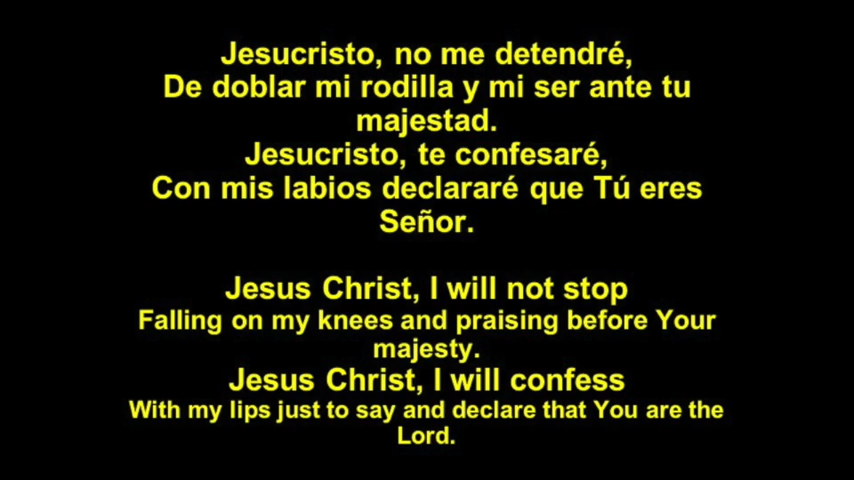 Jesucristo, no me detendré,
De doblar mi rodilla y mi ser ante tu
majestad.
Jesucristo, te confesaré,
Con mis labios declararé que Tú eres
Señor.
Jesus Christ, I will not stop
Falling on my knees and praising before Your
majesty.
Jesus Christ, I will confess
With my lips just to say and declare that You are the
Lord.